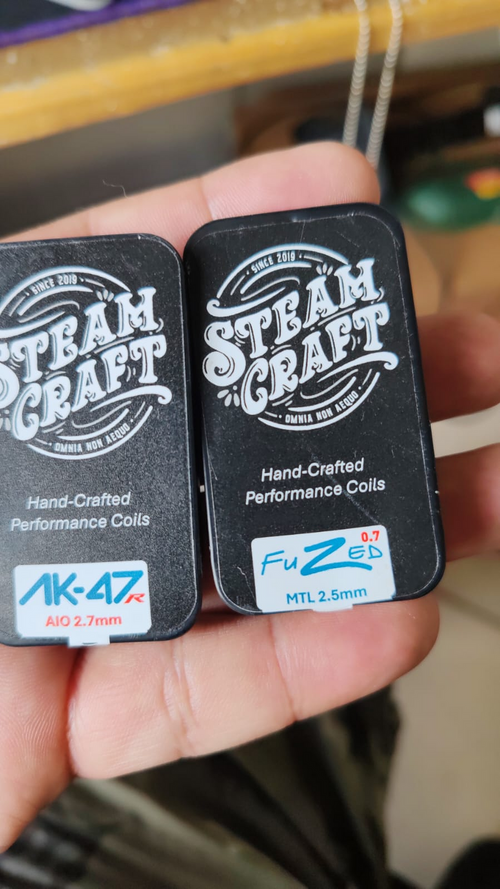 · SINCE 2019 ·
STEAM
CRAFT
· OMNIA NON AEQUO ·
Hand-Crafted
Performance Coils
AK-47R
AIO 2.7mm
· SINCE 2019 ·
STEAM
CRAFT
· OMNIA NON AEQUO ·
Hand-Crafted
Performance Coils
FuZED 0.7
MTL 2.5mm